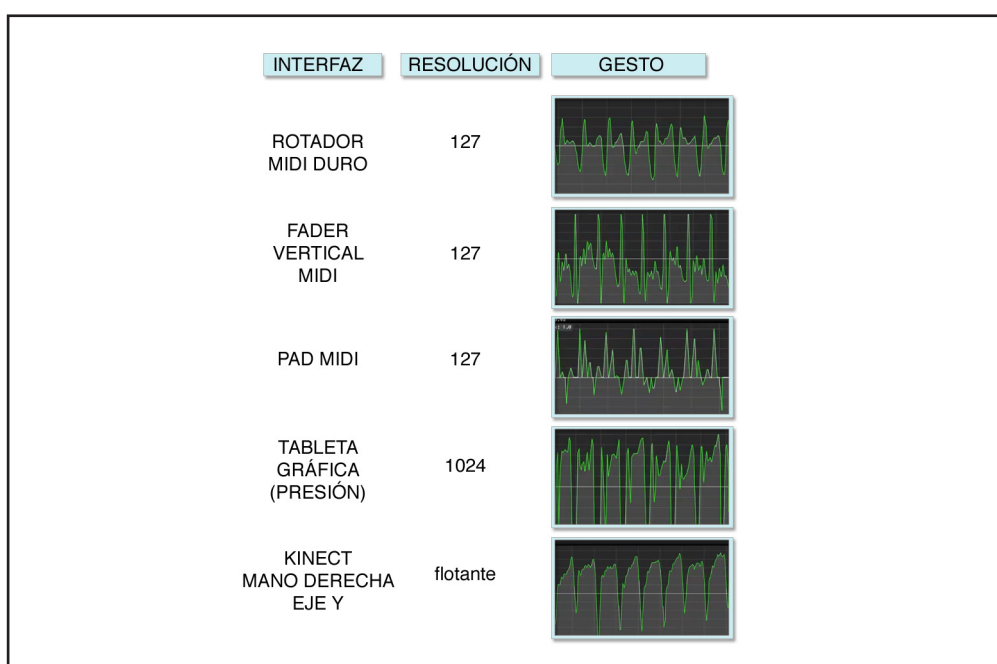 INTERFAZ RESOLUCIÓN GESTO
ROTADOR
MIDI DURO
127
FADER
VERTICAL
MIDI
127
PAD MIDI
127
TABLETA
GRÁFICA
(PRESIÓN)
1024
KINECT
MANO DERECHA
EJE Y
flotante